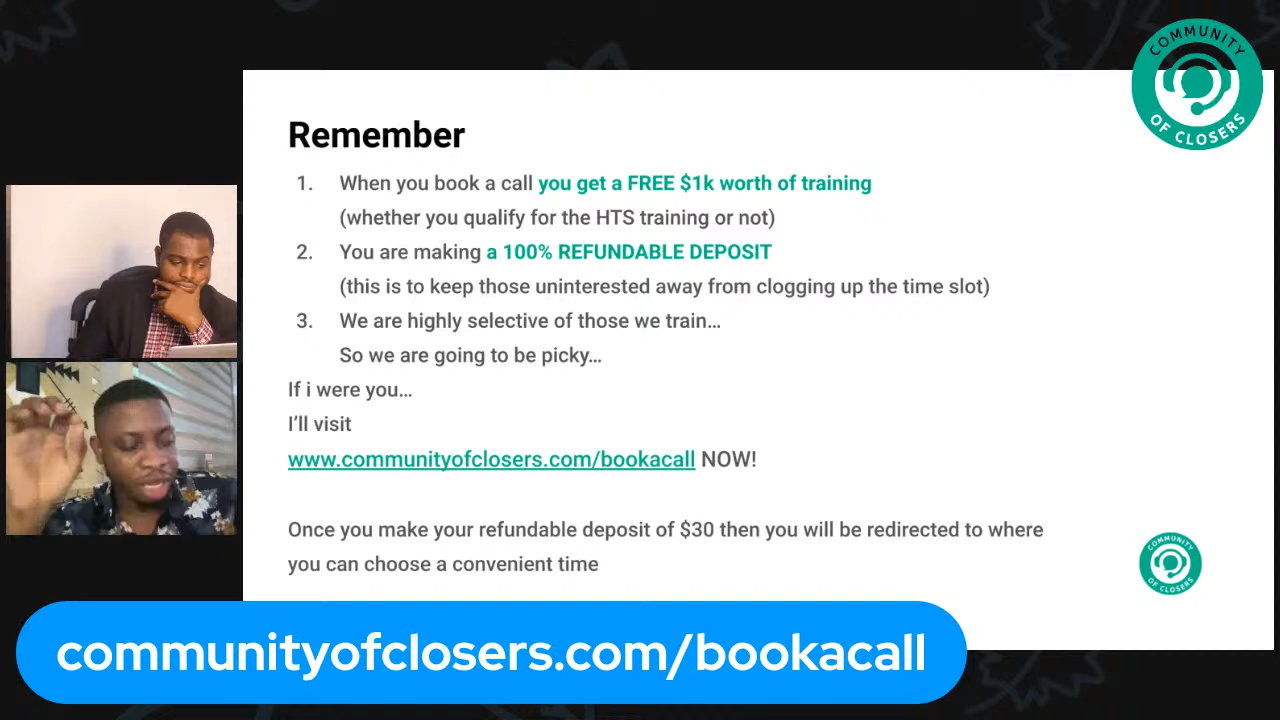 COMMUNITY
OF CLOSERS
Remember
1. When you book a call you get a FREE $1k worth of training
(whether you qualify for the HTS training or not)
2. You are making a 100% REFUNDABLE DEPOSIT
(this is to keep those uninterested away from clogging up the time slot)
3. We are highly selective of those we train…
So we are going to be picky…
If i were you…
I’ll visit
www.communityofclosers.com/bookacall NOW!
Once you make your refundable deposit of $30 then you will be redirected to where
you can choose a convenient time
COMMUNITY
OF CLOSERS
communityofclosers.com/bookacall